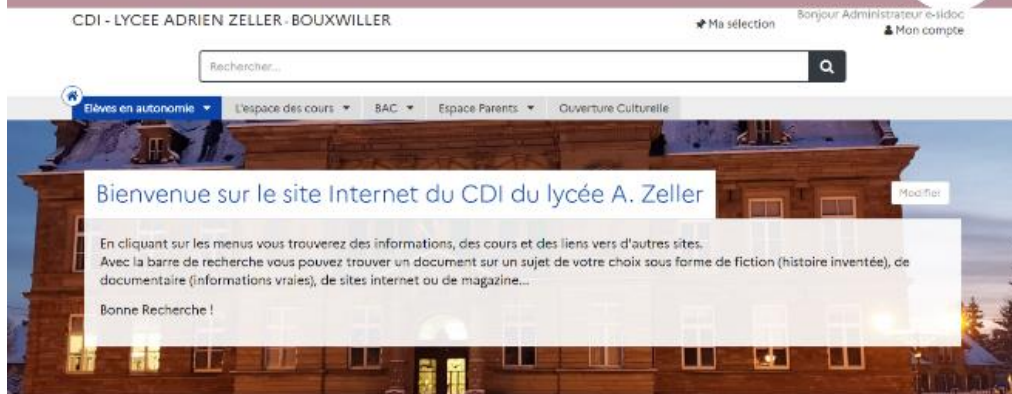 CDI - LYCEE ADRIEN ZELLER - BOUXWILLER
Ma sélection
Bonjour Administrateur e-sidoc
Mon compte
Rechercher...
Elèves en autonomie
L'espace des cours
BAC
Espace Parents
Ouverture Culturelle
Bienvenue sur le site Internet du CDI du lycée A. Zeller
Modifier
En cliquant sur les menus vous trouverez des informations, des cours et des liens vers d'autres sites.
Avec la barre de recherche vous pouvez trouver un document sur un sujet de votre choix sous forme de fiction (histoire inventée), de
documentaire (informations vraies), de sites internet ou de magazine...
Bonne Recherche !